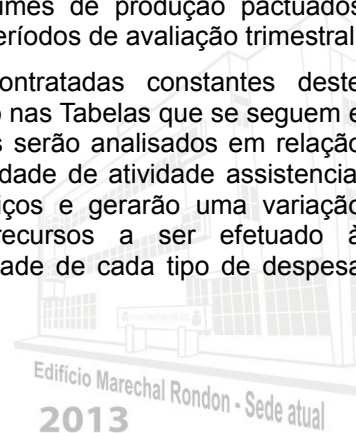 umes de produção pactuados
eríodos de avaliação trimestral
ontratadas constantes deste
o nas Tabelas que se seguem e
s serão analisados em relação
dade de atividade assistencia
iços e gerarão uma variação
recursos a ser efetuado à
ade de cada tipo de despesa
Edifício Marechal Rondon - Sede atual
2013